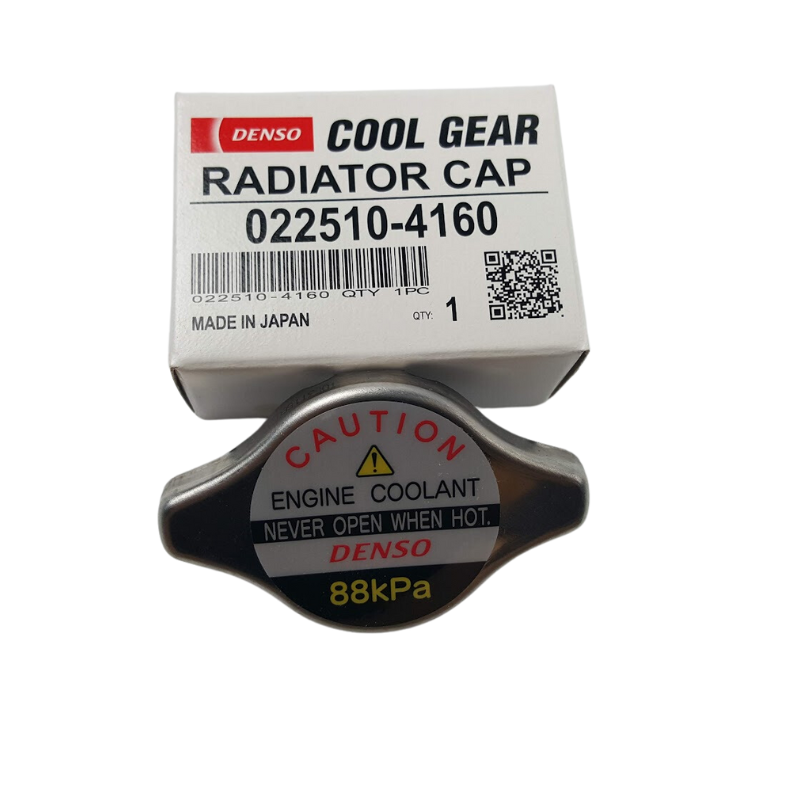 DENSO COOL GEAR
RADIATOR CAP
022510-4160
022510-4160 QTY 1PC
MADE IN JAPAN
QTY: 1
CAUTION
ENGINE COOLANT
NEVER OPEN WHEN HOT.
DENSO
88kPa